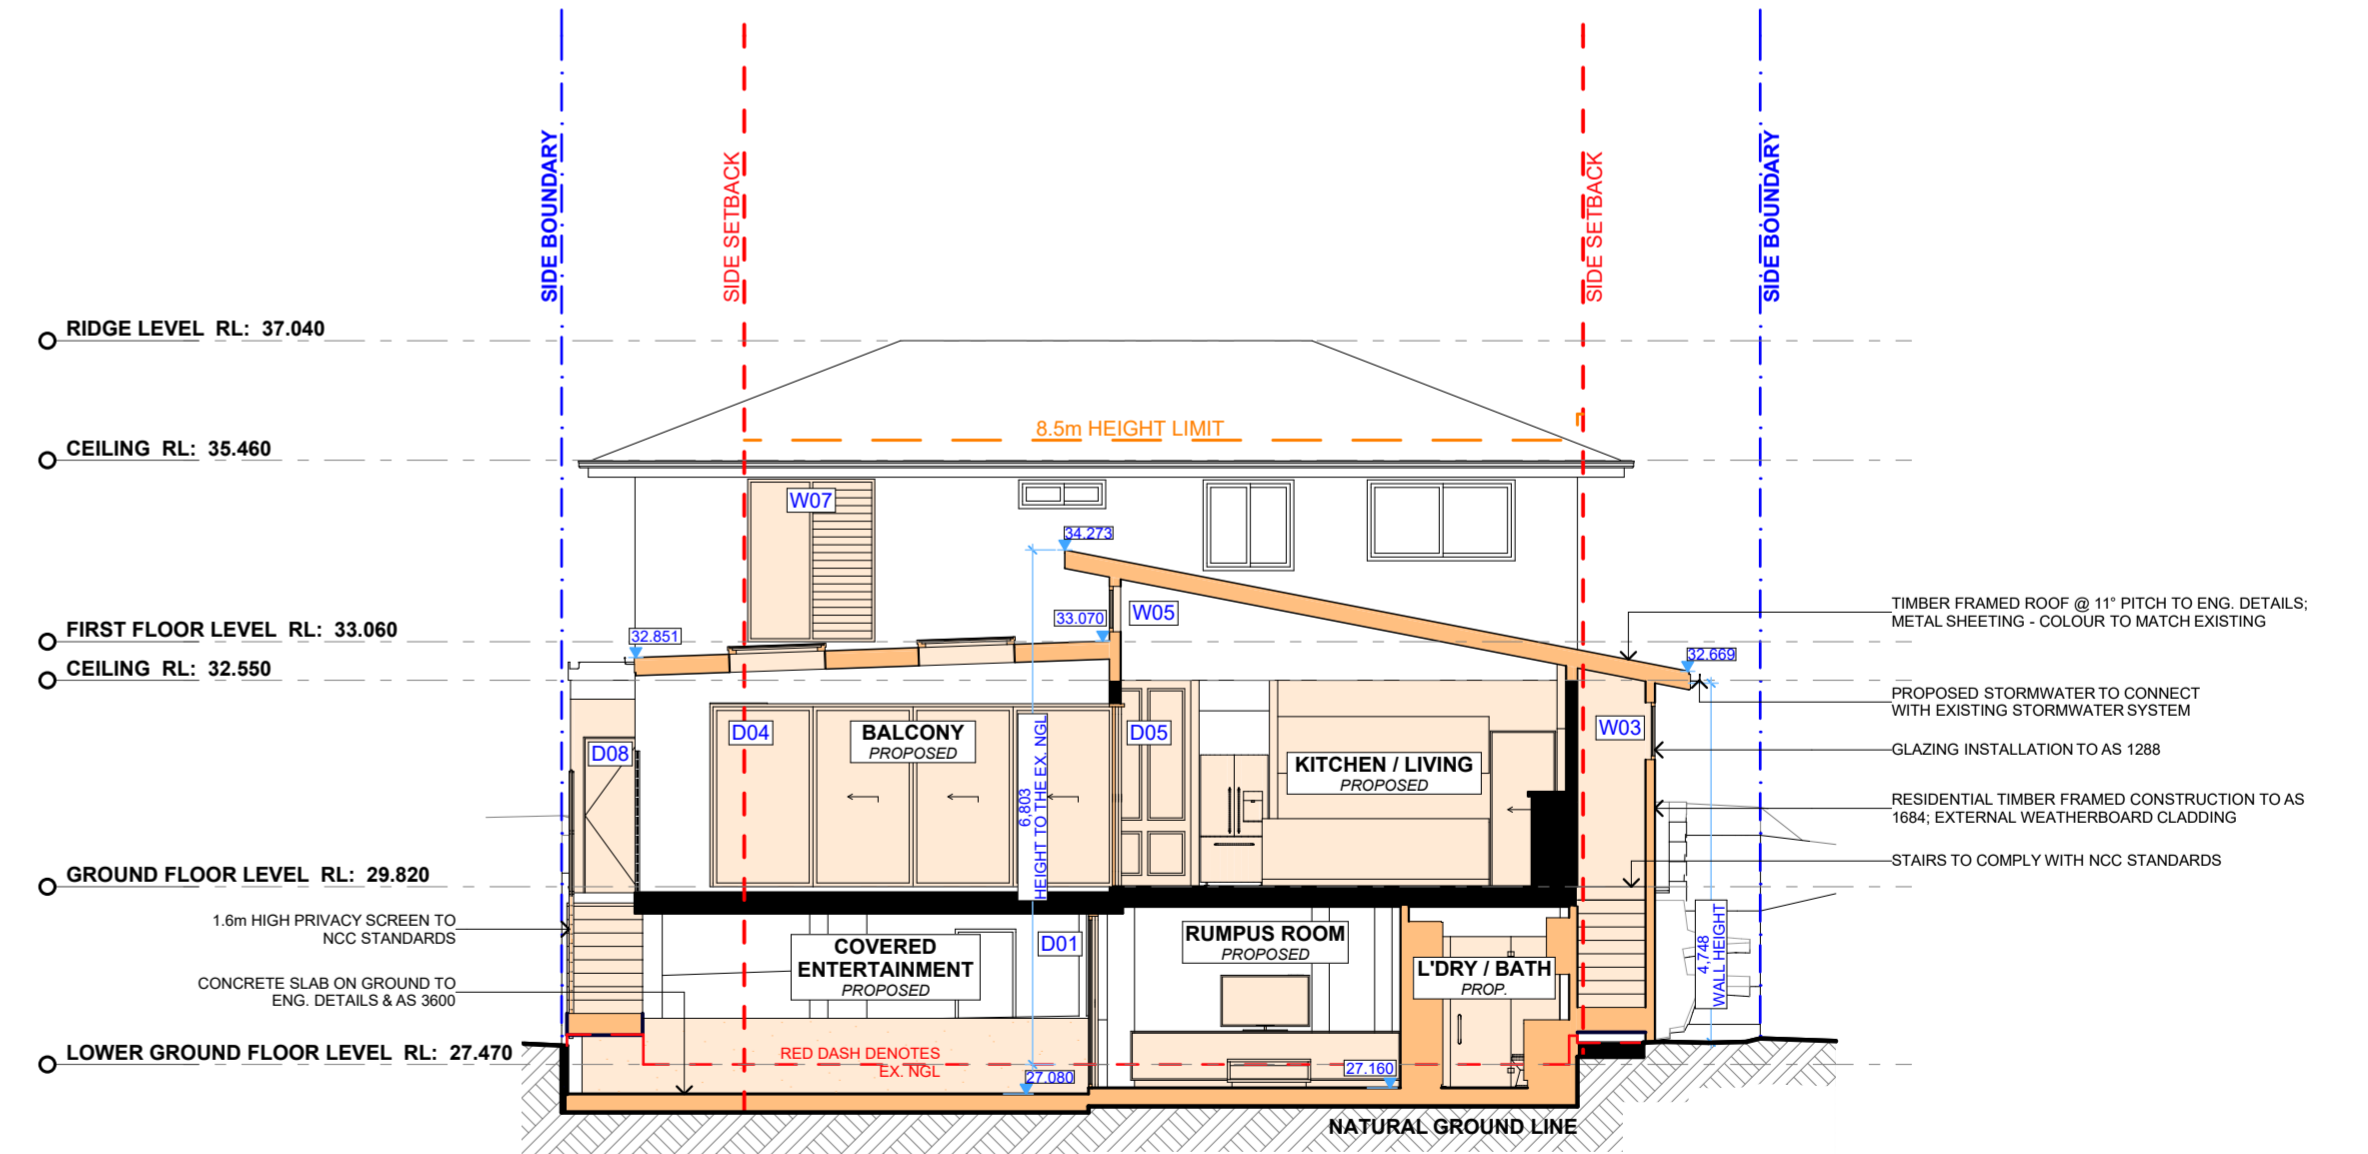 SIDE BOUNDARY
SIDE SETBACK
SIDE SETBACK
SIDE BOUNDARY
RIDGE LEVEL RL: 37.040
8.5m HEIGHT LIMIT
CEILING RL: 35.460
W07
34.273
33.070
W05
32.851
FIRST FLOOR LEVEL RL: 33.060
TIMBER FRAMED ROOF @ 11° PITCH TO ENG. DETAILS;
METAL SHEETING - COLOUR TO MATCH EXISTING
32.669
CEILING RL: 32.550
PROPOSED STORMWATER TO CONNECT
WITH EXISTING STORMWATER SYSTEM
D08
D04
BALCONY
PROPOSED
6,803
HEIGHT TO THE EX. NGL
D05
KITCHEN / LIVING
PROPOSED
W03
GLAZING INSTALLATION TO AS 1288
RESIDENTIAL TIMBER FRAMED CONSTRUCTION TO AS
1684; EXTERNAL WEATHERBOARD CLADDING
STAIRS TO COMPLY WITH NCC STANDARDS
GROUND FLOOR LEVEL RL: 29.820
1.6m HIGH PRIVACY SCREEN TO
NCC STANDARDS
COVERED
ENTERTAINMENT
PROPOSED
D01
RUMPUS ROOM
PROPOSED
L'DRY / BATH
PROP.
4,748
WALL HEIGHT
CONCRETE SLAB ON GROUND TO
ENG. DETAILS & AS 3600
LOWER GROUND FLOOR LEVEL RL: 27.470
RED DASH DENOTES
EX. NGL
27.080
27.160
NATURAL GROUND LINE